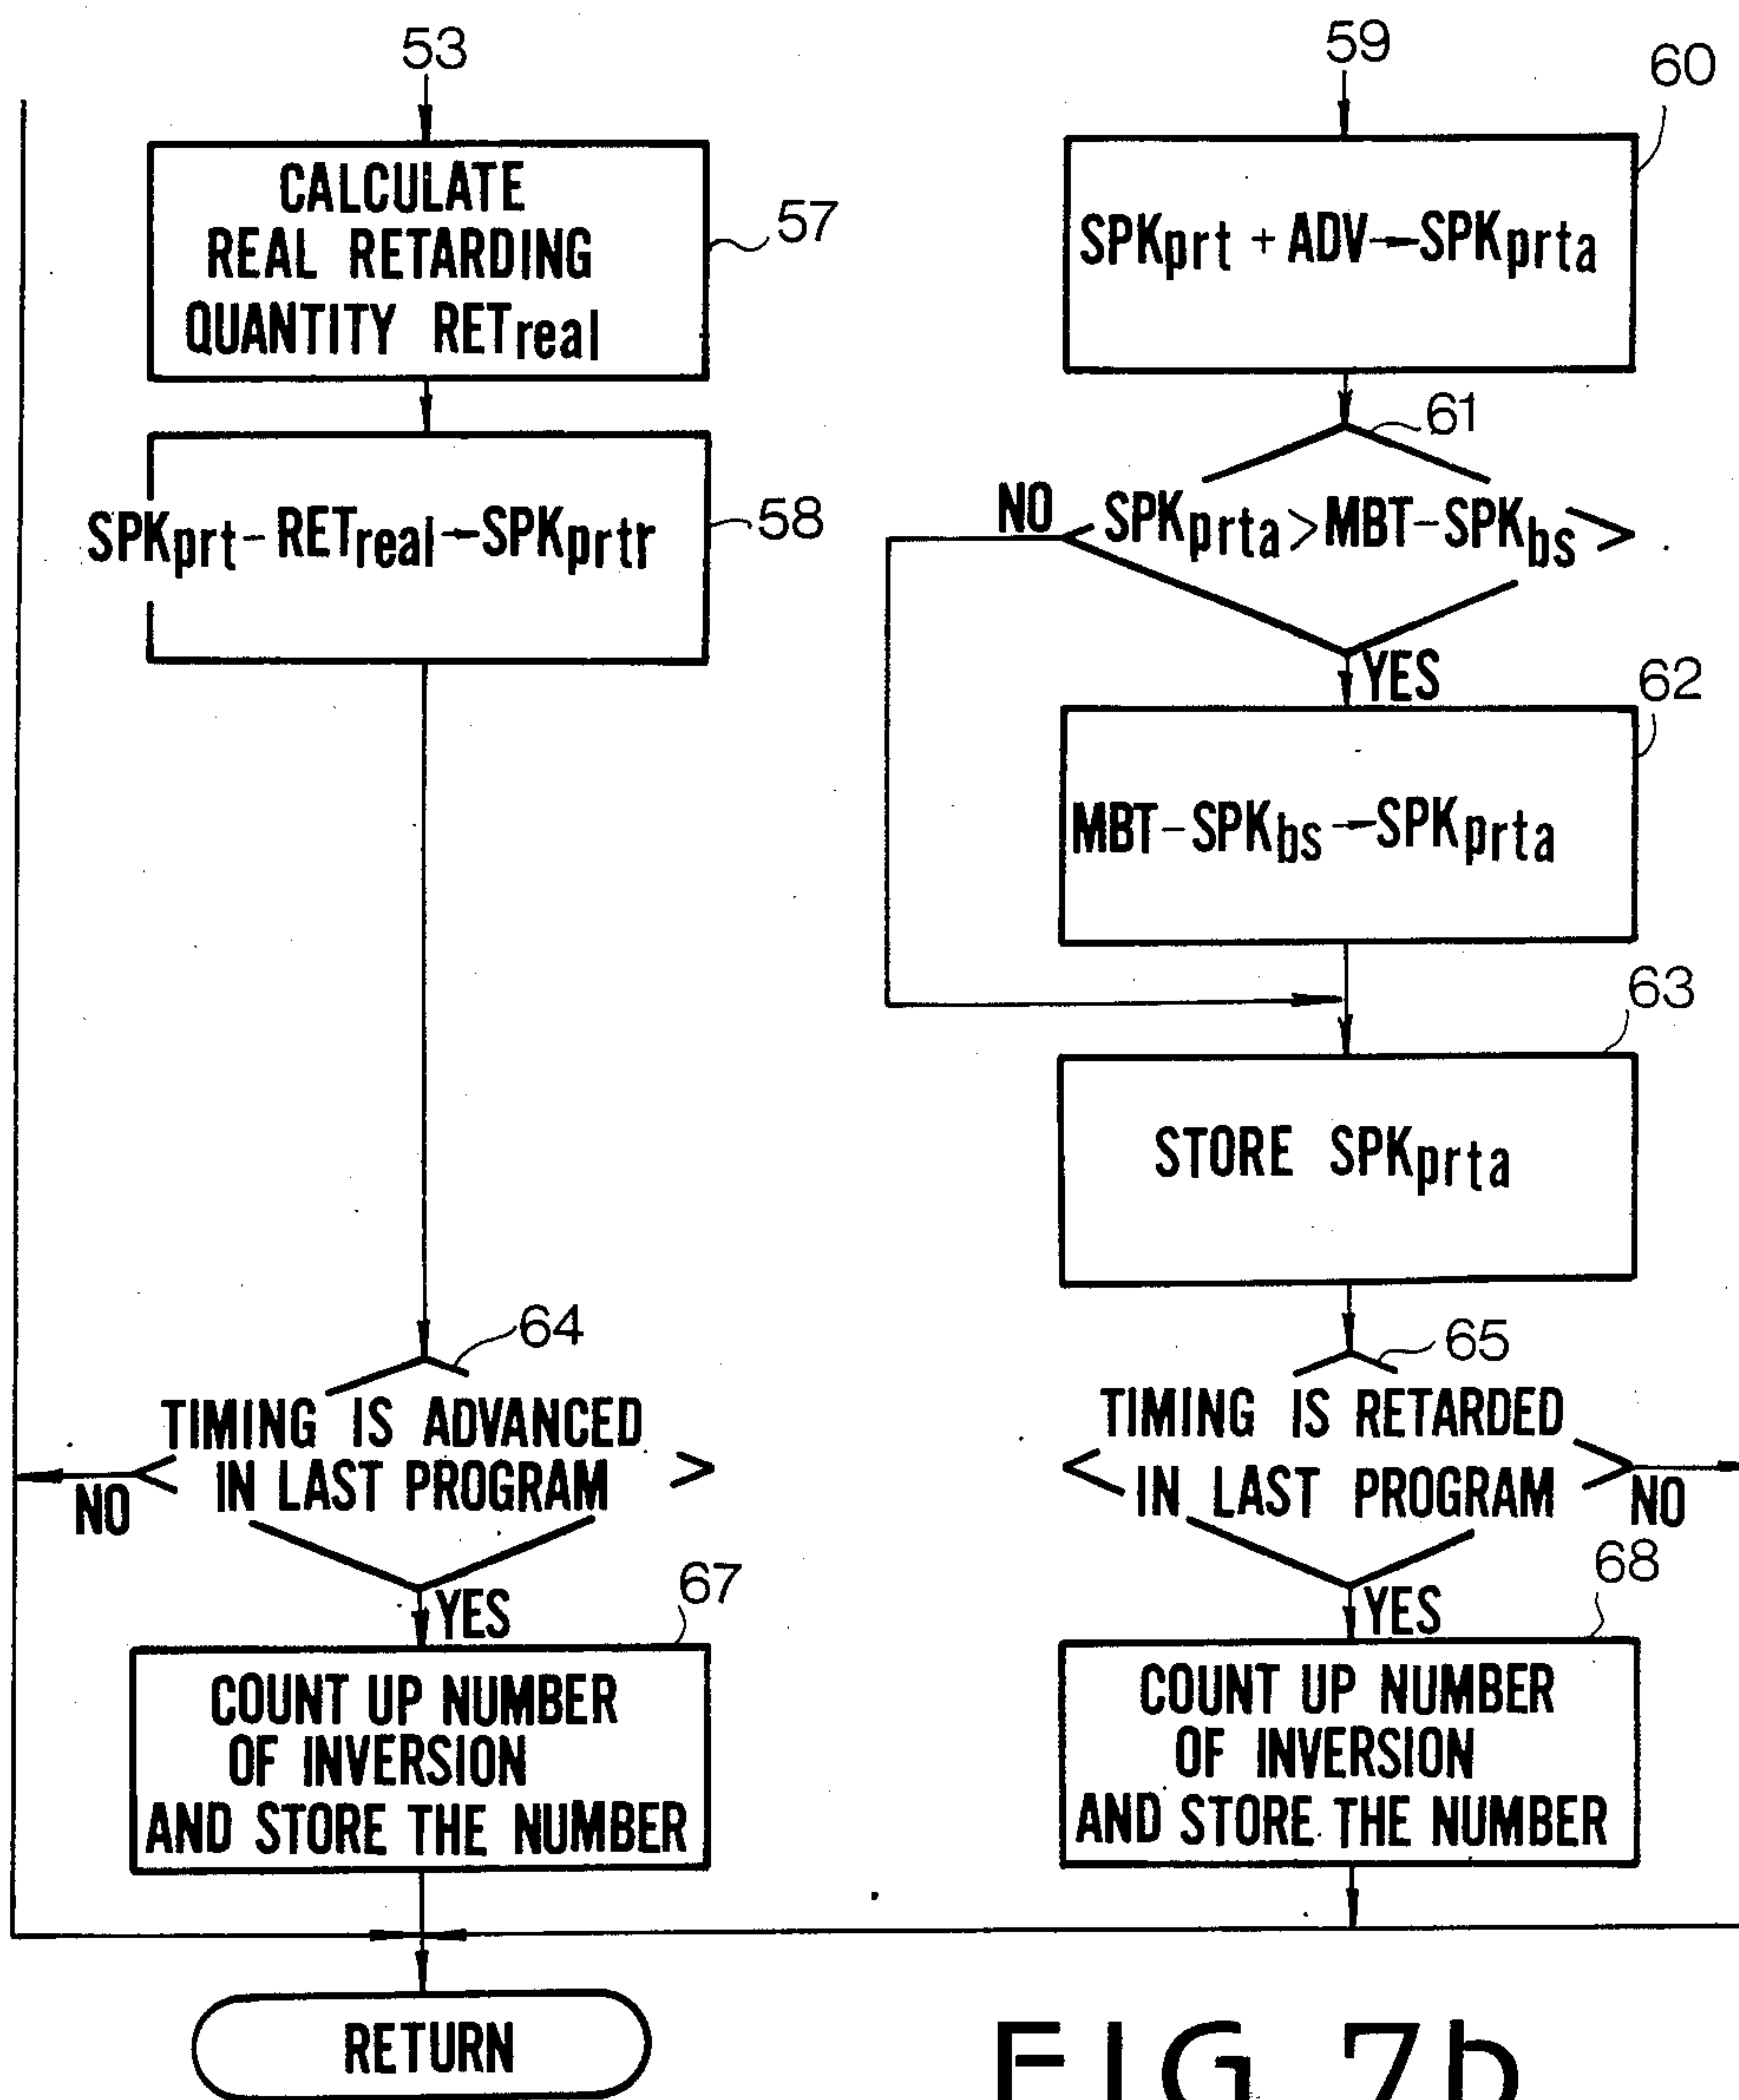 53
CALCULATE
REAL RETARDING
QUANTITY RETreal
57
SPKprt - RETreal → SPKprtr
58
64
TIMING IS ADVANCED
IN LAST PROGRAM
NO
YES
67
COUNT UP NUMBER
OF INVERSION
AND STORE THE NUMBER
RETURN
59
60
SPKprt + ADV → SPKprta
61
NO
SPKprta > MBT - SPKbs
YES
62
MBT - SPKbs → SPKprta
63
STORE SPKprta
65
TIMING IS RETARDED
IN LAST PROGRAM
NO
YES
68
COUNT UP NUMBER
OF INVERSION
AND STORE THE NUMBER
FIG 7b